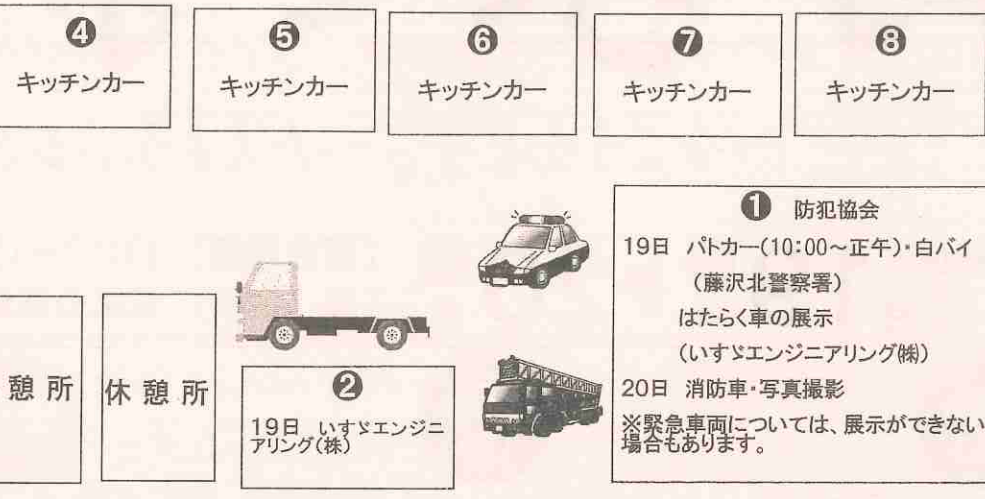 ❹
キッチンカー
❺
キッチンカー
❻
キッチンカー
❼
キッチンカー
❽
キッチンカー
❶ 防犯協会
19日 パトカー(10:00～正午)・白バイ
(藤沢北警察署)
はたらく車の展示
(いすゞエンジニアリング㈱)
20日 消防車・写真撮影
※緊急車両については、展示ができない
場合もあります。
憩所
休憩所
❷
19日 いすゞエンジニ
アリング(株)